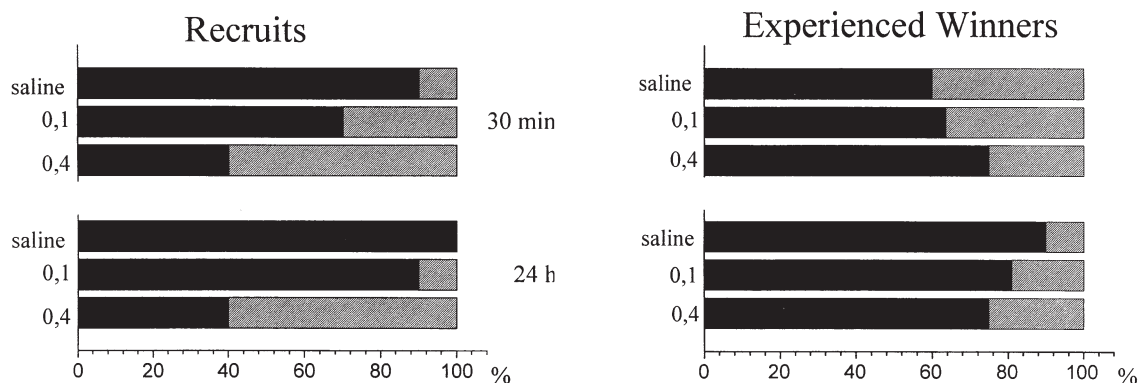 Recruits
Experienced Winners
saline
0,1
0,4
30 min
saline
0,1
0,4
saline
0,1
0,4
24 h
saline
0,1
0,4
0 20 40 60 80 100 %
0 20 40 60 80 100 %